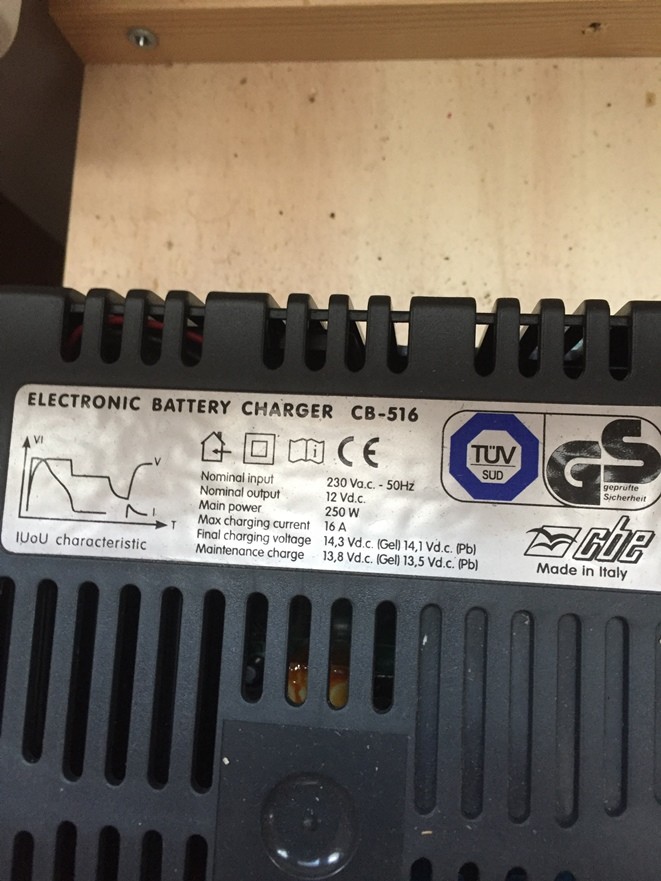 ELECTRONIC BATTERY CHARGER CB-516
VI
V
I
T
IUoU characteristic
Nominal input 230 Va.c. - 50Hz
Nominal output 12 Vd.c.
Main power 250 W
Max charging current 16 A
Final charging voltage 14,3 Vd.c. (Gel) 14,1 Vd.c. (Pb)
Maintenance charge 13,8 Vd.c. (Gel) 13,5 Vd.c. (Pb)
i
CE
TÜV
SÜD
GS
geprüfte
Sicherheit
cbe
Made in Italy